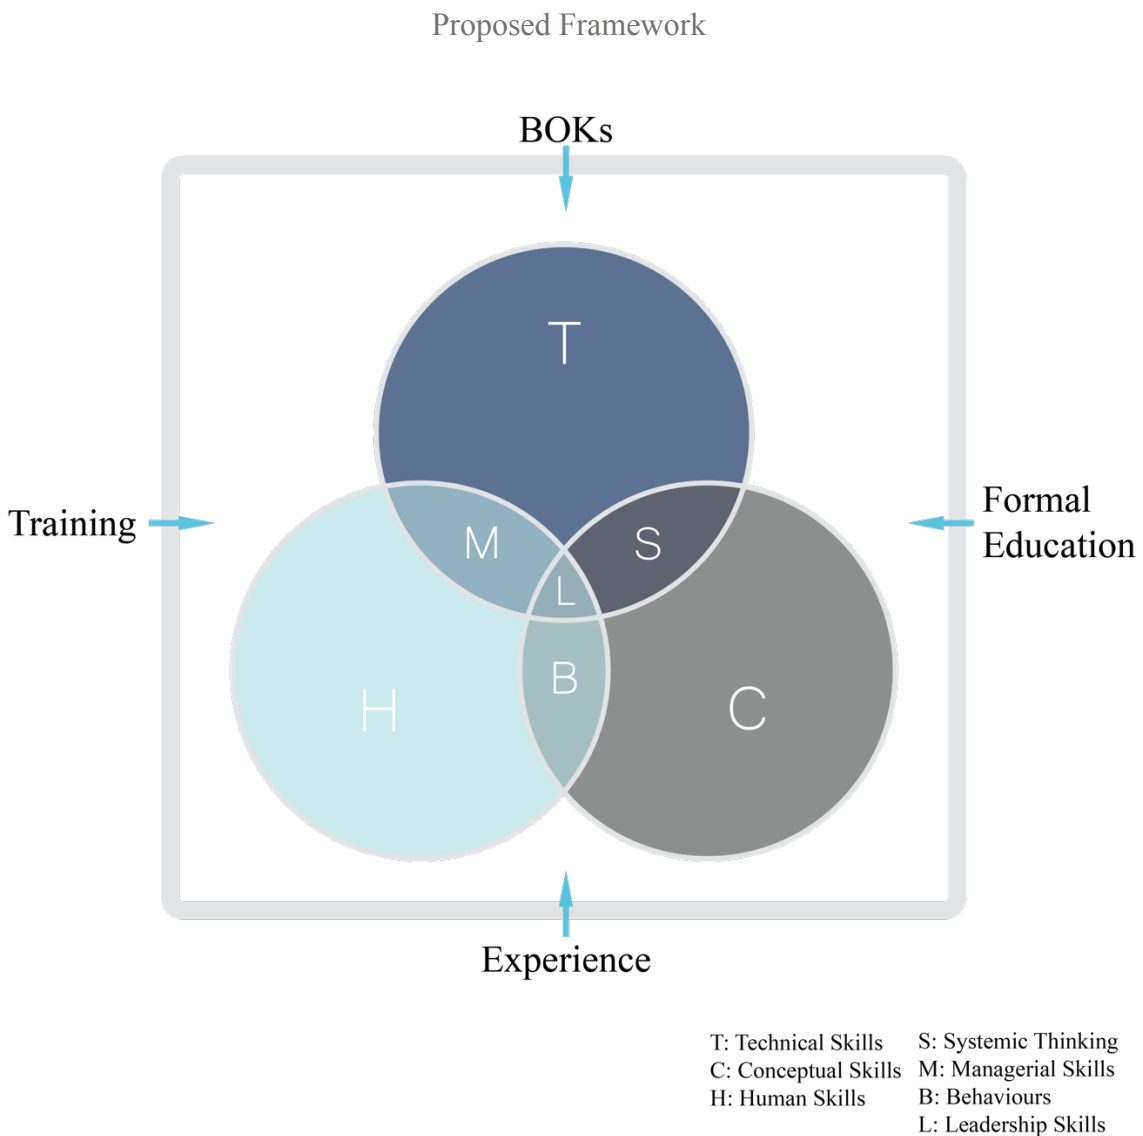 Proposed Framework
BOKs
T
Training
Formal
Education
M
S
L
B
H
C
Experience
T: Technical Skills
C: Conceptual Skills
H: Human Skills
S: Systemic Thinking
M: Managerial Skills
B: Behaviours
L: Leadership Skills